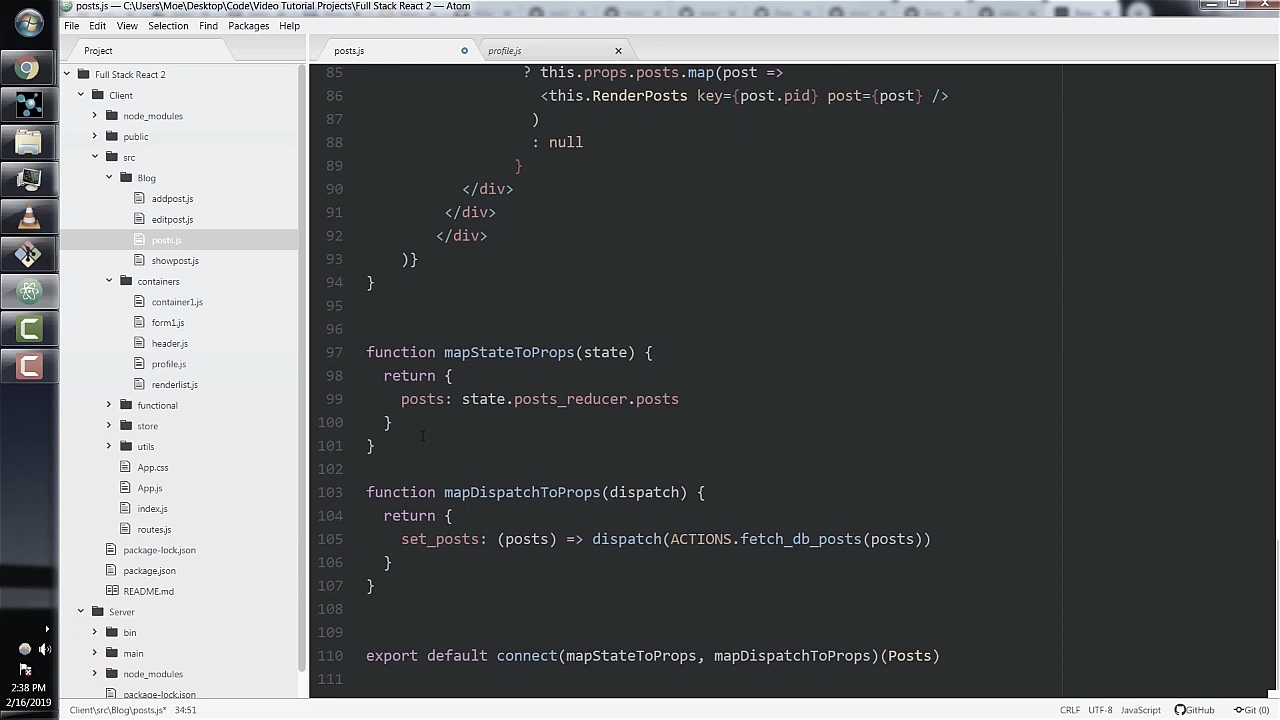 posts.js — C:\Users\Moe\Desktop\Code\Video Tutorial Projects\Full Stack React 2 — Atom
File Edit View Selection Find Packages Help
Project
posts.js
profile.js
Full Stack React 2
Client
node_modules
public
src
Blog
addpost.js
editpost.js
posts.js
showpost.js
containers
container1.js
form1.js
header.js
profile.js
renderlist.js
functional
store
utils
App.css
App.js
index.js
routes.js
package-lock.json
package.json
README.md
Server
bin
main
node_modules
package-lock.json
85 ? this.props.posts.map(post =>
86 <this.RenderPosts key={post.pid} post={post} />
87 )
88 : null
89 }
90 </div>
91 </div>
92 </div>
93 )}
94 }
95
96
97 function mapStateToProps(state) {
98 return {
99 posts: state.posts_reducer.posts
100 }
101 }
102
103 function mapDispatchToProps(dispatch) {
104 return {
105 set_posts: (posts) => dispatch(ACTIONS.fetch_db_posts(posts))
106 }
107 }
108
109
110 export default connect(mapStateToProps, mapDispatchToProps)(Posts)
111
2:38 PM
2/16/2019
Client\src\Blog\posts.js* 34:51
CRLF UTF-8 JavaScript GitHub Git (0)